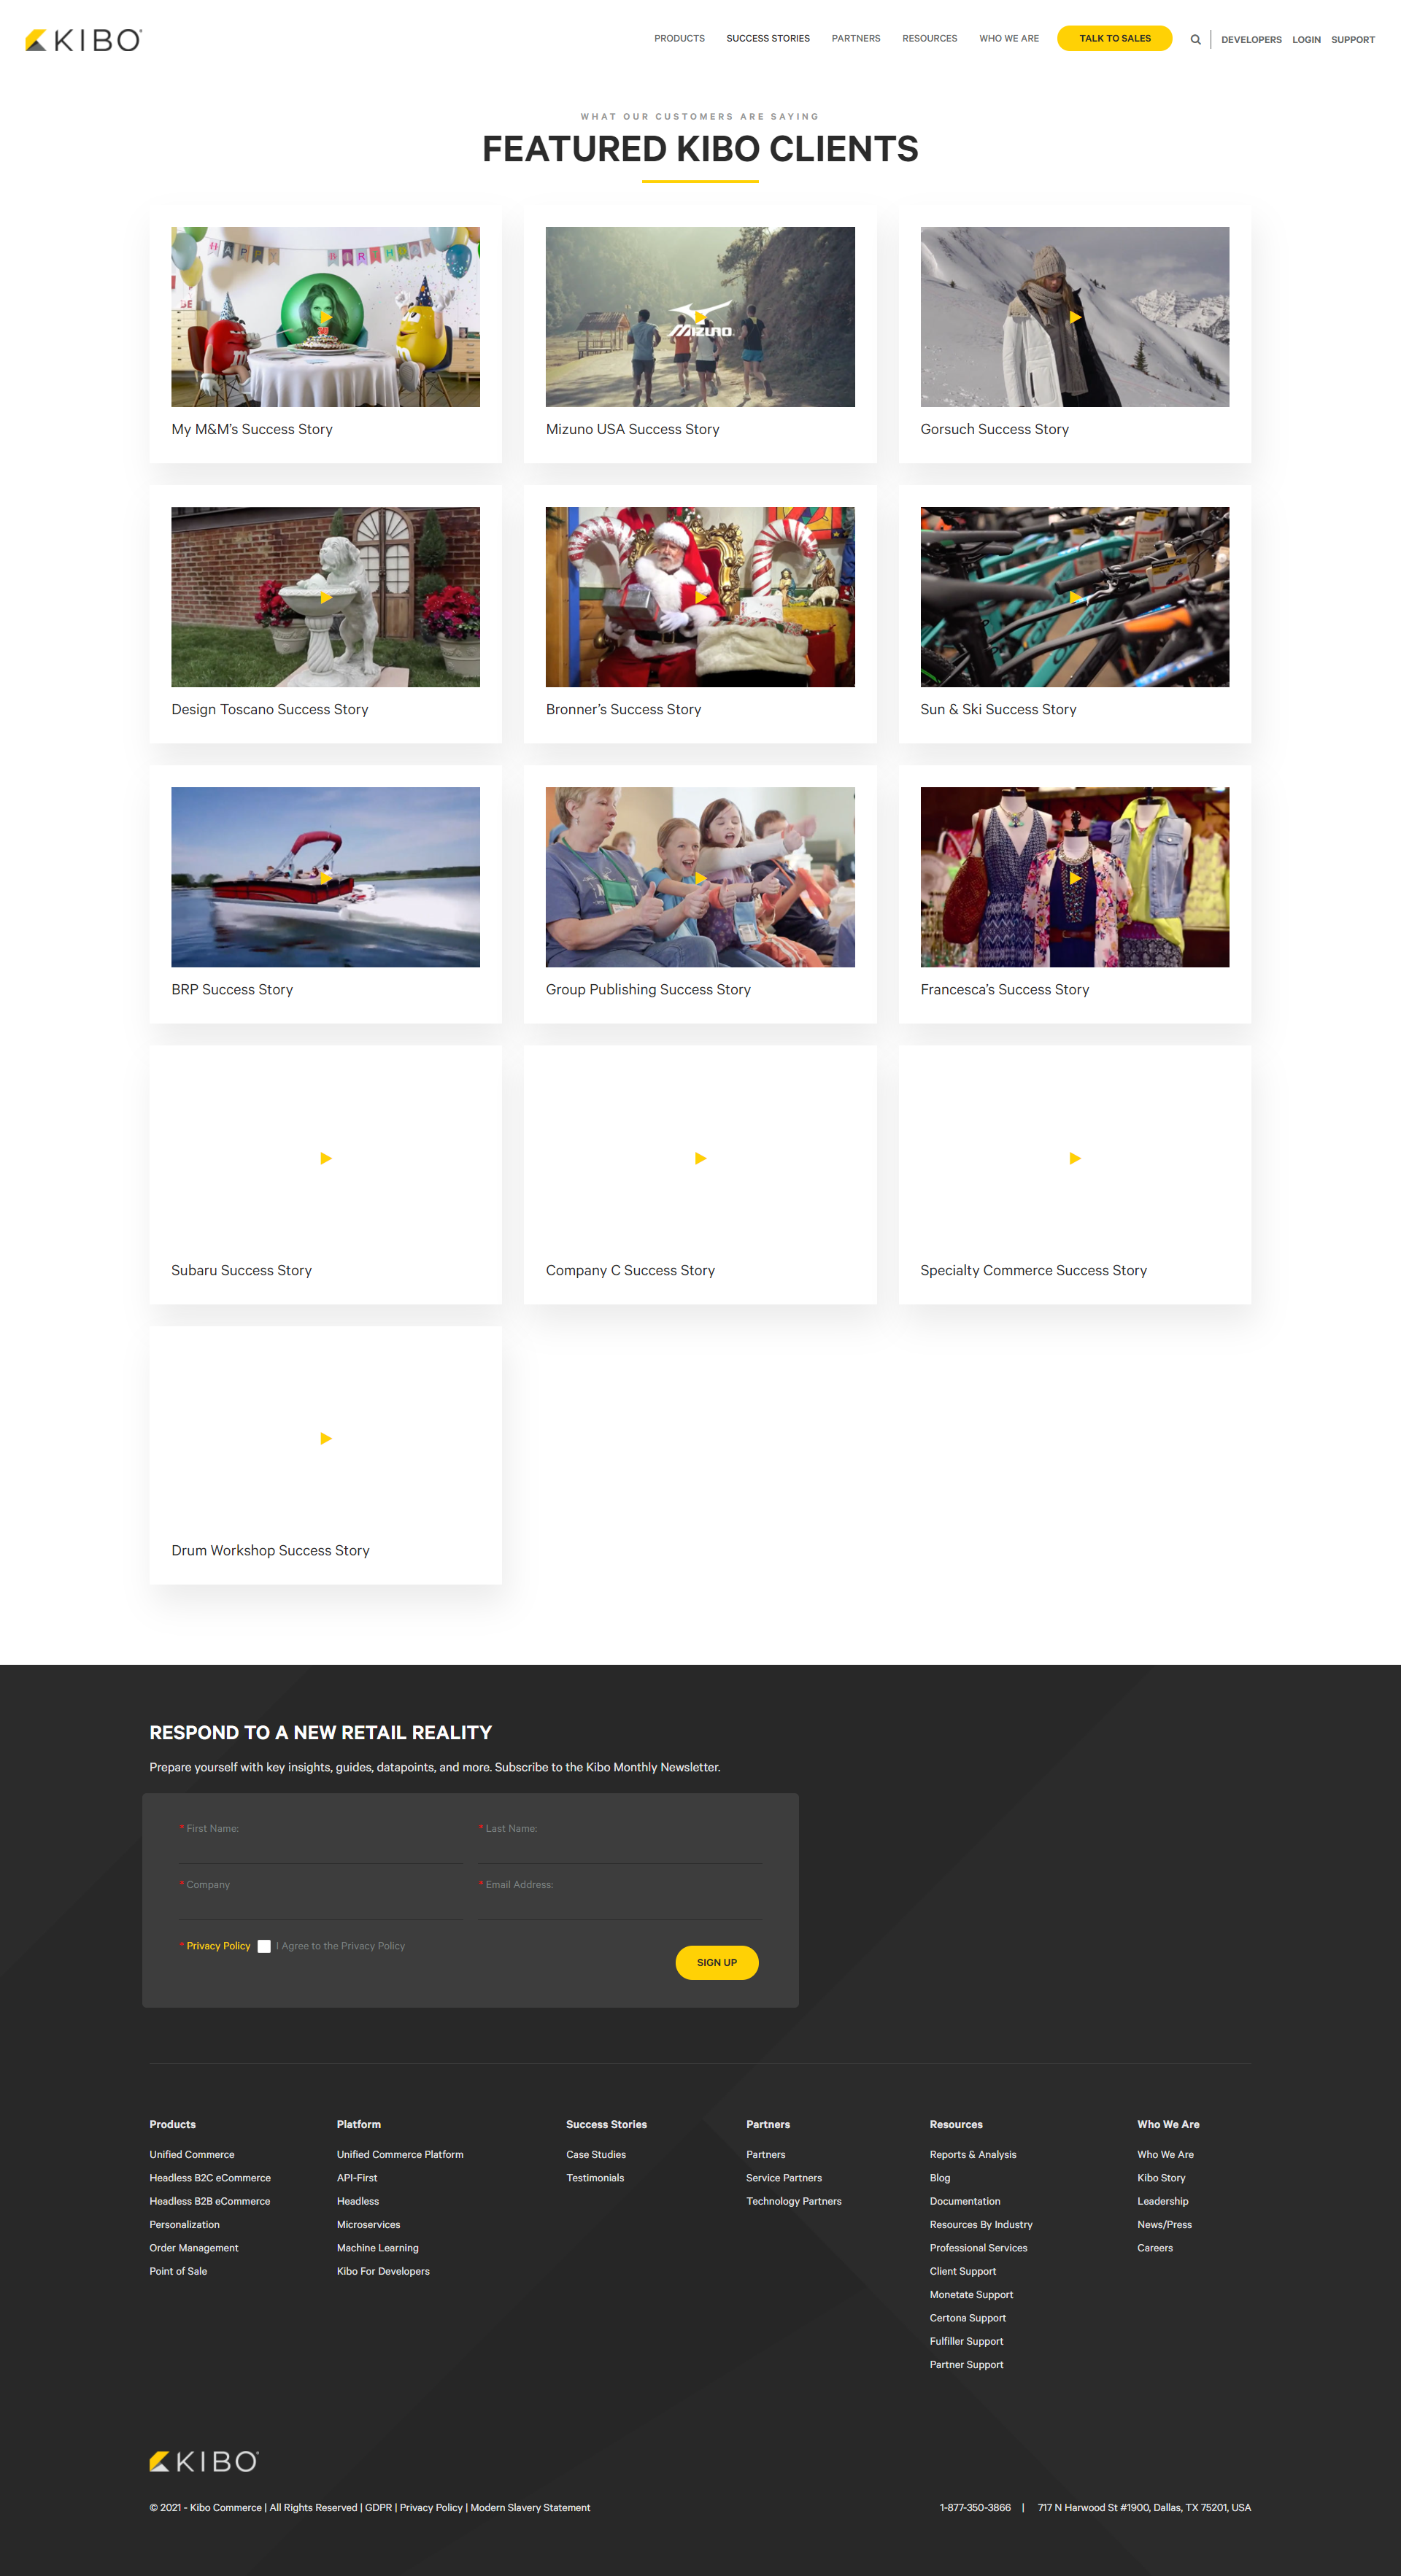 KIBO
PRODUCTS SUCCESS STORIES PARTNERS RESOURCES WHO WE ARE TALK TO SALES DEVELOPERS LOGIN SUPPORT
WHAT OUR CUSTOMERS ARE SAYING
FEATURED KIBO CLIENTS
HAPPY BIRTHDAY
MIZUNO
My M&M’s Success Story
Mizuno USA Success Story
Gorsuch Success Story
Design Toscano Success Story
Bronner’s Success Story
Sun & Ski Success Story
BRP Success Story
Group Publishing Success Story
Francesca’s Success Story
Subaru Success Story
Company C Success Story
Specialty Commerce Success Story
Drum Workshop Success Story
RESPOND TO A NEW RETAIL REALITY
Prepare yourself with key insights, guides, datapoints, and more. Subscribe to the Kibo Monthly Newsletter.
* First Name:
* Last Name:
* Company
* Email Address:
* Privacy Policy I Agree to the Privacy Policy
SIGN UP
Products
Unified Commerce
Headless B2C eCommerce
Headless B2B eCommerce
Personalization
Order Management
Point of Sale
Platform
Unified Commerce Platform
API-First
Headless
Microservices
Machine Learning
Kibo For Developers
Success Stories
Case Studies
Testimonials
Partners
Partners
Service Partners
Technology Partners
Resources
Reports & Analysis
Blog
Documentation
Resources By Industry
Professional Services
Client Support
Monetate Support
Certona Support
Fulfiller Support
Partner Support
Who We Are
Who We Are
Kibo Story
Leadership
News/Press
Careers
KIBO
© 2021 - Kibo Commerce | All Rights Reserved | GDPR | Privacy Policy | Modern Slavery Statement
1-877-350-3866 | 717 N Harwood St #1900, Dallas, TX 75201, USA